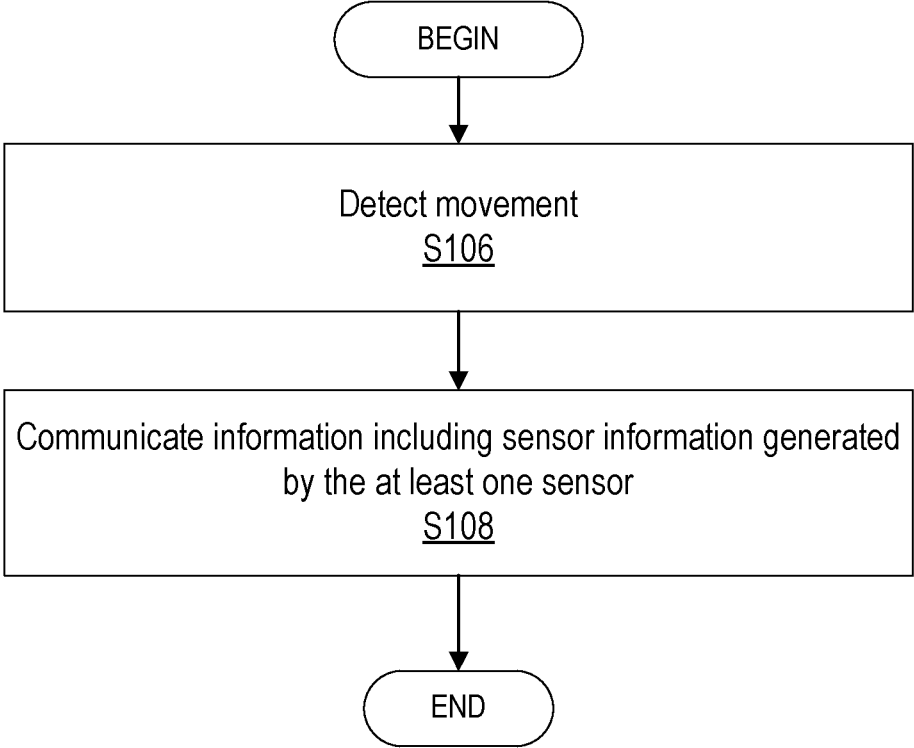 BEGIN
Detect movement
S106
Communicate information including sensor information generated
by the at least one sensor
S108
END